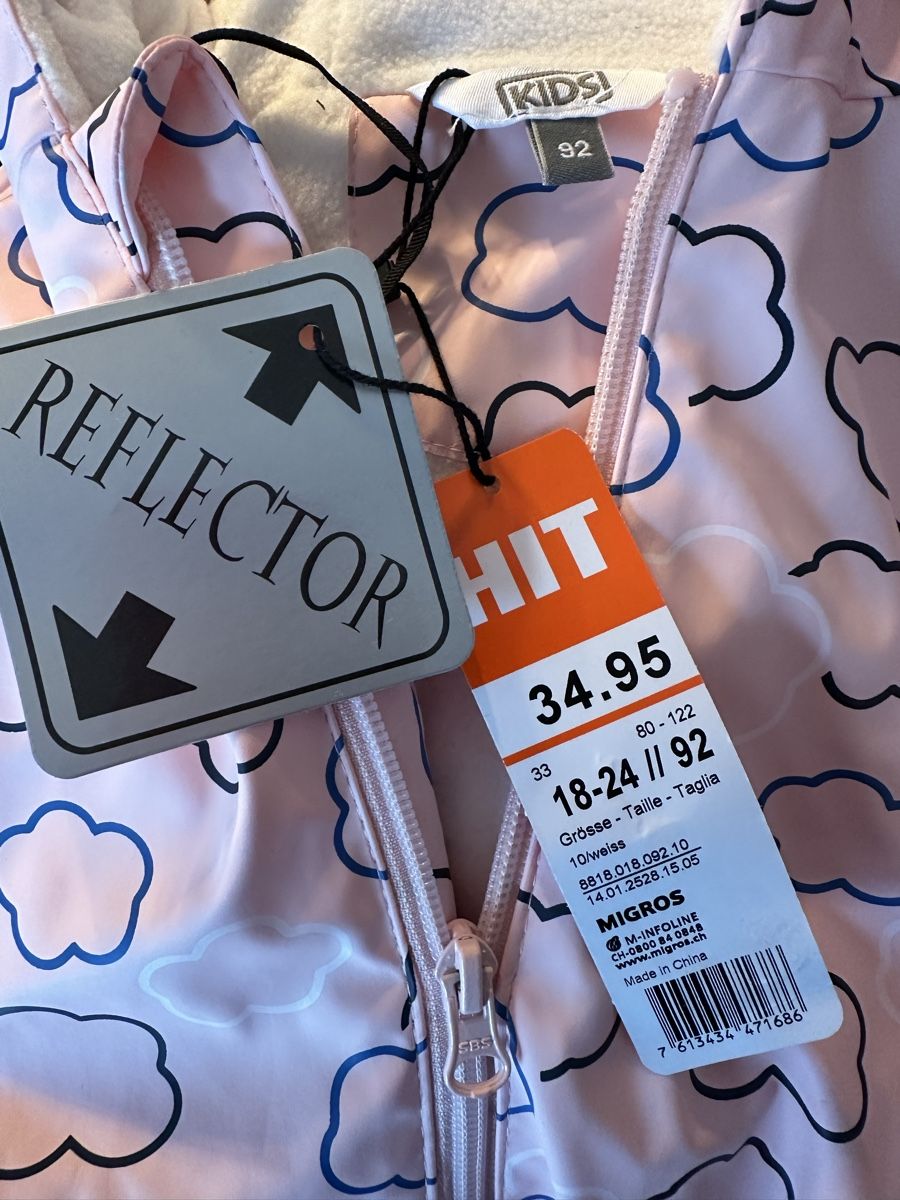 KIDS
92
REFLECTOR
HIT
34.95
80 - 122
33
18-24 // 92
Grösse - Taille - Taglia
10/weiss
8818.018.092.10
14.01.2528.15.05
MIGROS
M-INFOLINE
CH-0800 84 0848
www.migros.ch
Made in China
7 613434 471686
SBS